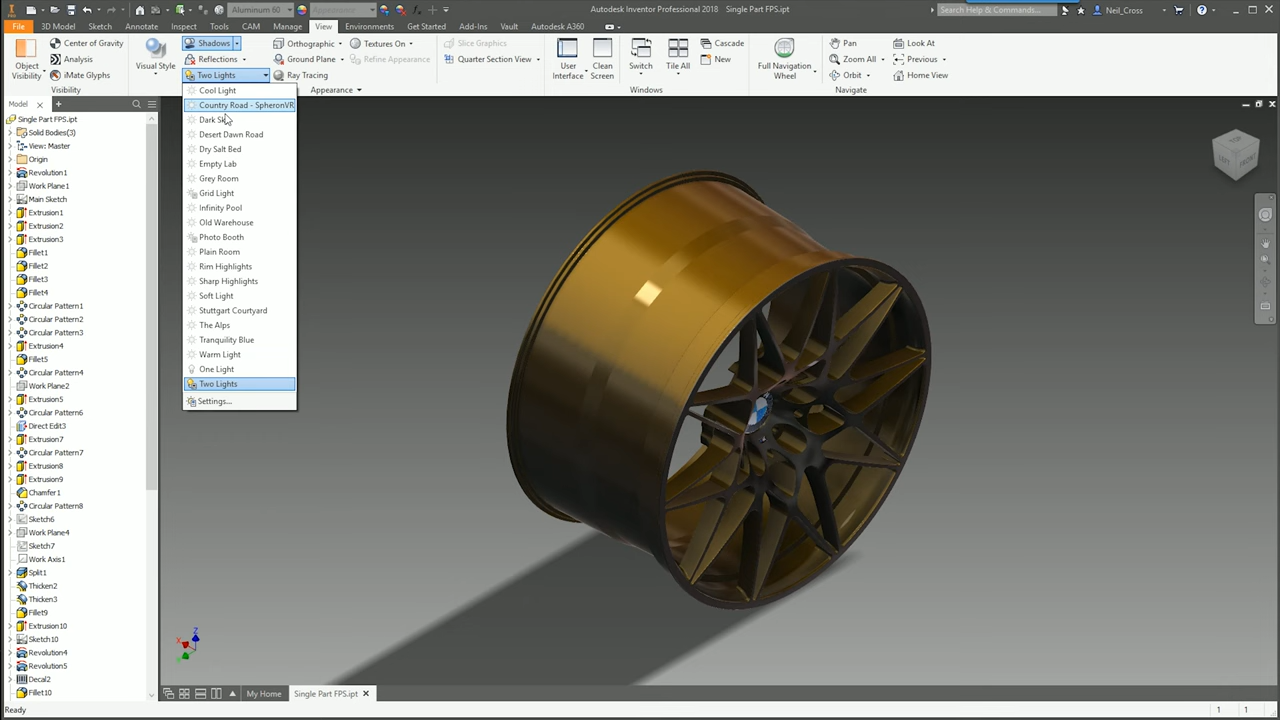 Aluminum 60
Appearance
Autodesk Inventor Professional 2018 Single Part FPS.ipt
Search Help & Commands...
Neil_Cross
File 3D Model Sketch Annotate Inspect Tools CAM Manage View Environments Get Started Add-Ins Vault Autodesk A360
Object Visibility
Center of Gravity
Analysis
iMate Glyphs
Visibility
Visual Style
Shadows
Reflections
Two Lights
Orthographic
Ground Plane
Ray Tracing
Textures On
Refine Appearance
Appearance
Slice Graphics
Quarter Section View
User Interface
Clean Screen
Switch
Tile All
Cascade
New
Windows
Full Navigation Wheel
Pan
Zoom All
Orbit
Look At
Previous
Home View
Navigate
Cool Light
Country Road - SpheronVR
Dark Sky
Desert Dawn Road
Dry Salt Bed
Empty Lab
Grey Room
Grid Light
Infinity Pool
Old Warehouse
Photo Booth
Plain Room
Rim Highlights
Sharp Highlights
Soft Light
Stuttgart Courtyard
The Alps
Tranquility Blue
Warm Light
One Light
Two Lights
Settings...
Model
Single Part FPS.ipt
Solid Bodies(3)
View: Master
Origin
Revolution1
Work Plane1
Main Sketch
Extrusion1
Extrusion2
Extrusion3
Fillet1
Fillet2
Fillet3
Fillet4
Circular Pattern1
Circular Pattern2
Circular Pattern3
Extrusion4
Fillet5
Circular Pattern4
Work Plane2
Extrusion5
Circular Pattern6
Direct Edit3
Extrusion7
Circular Pattern7
Extrusion8
Extrusion9
Chamfer1
Circular Pattern8
Sketch6
Work Plane4
Sketch7
Work Axis1
Split1
Thicken2
Thicken3
Fillet9
Extrusion10
Sketch10
Revolution4
Revolution5
Decal2
Fillet10
LEFT FRONT
Z
X
Y
My Home Single Part FPS.ipt
Ready
1 1